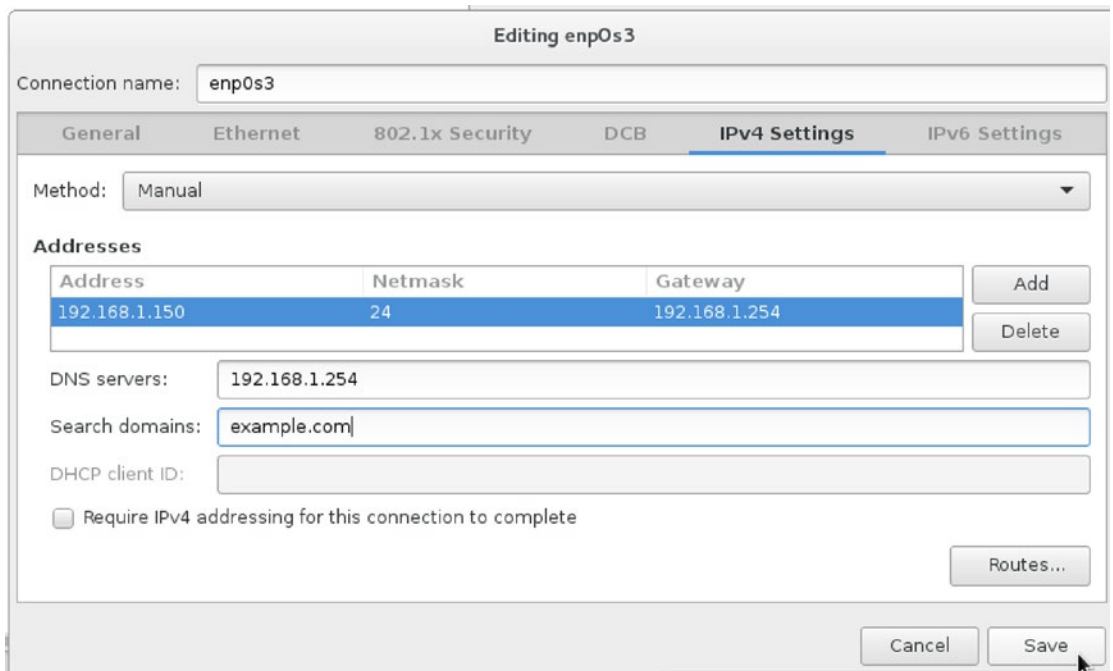 Editing enp0s3
Connection name: enp0s3
General Ethernet 802.1x Security DCB IPv4 Settings IPv6 Settings
Method: Manual
Addresses
Address Netmask Gateway Add
192.168.1.150 24 192.168.1.254
Delete
DNS servers: 192.168.1.254
Search domains: example.com
DHCP client ID:
Require IPv4 addressing for this connection to complete
Routes...
Cancel Save